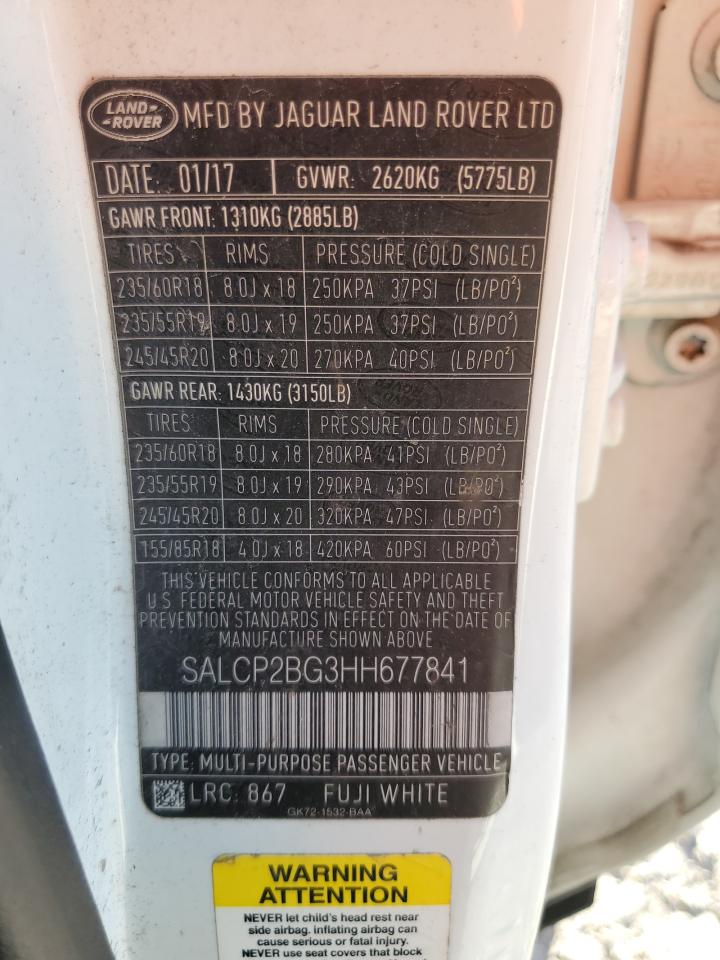 LAND-ROVER MFD BY JAGUAR LAND ROVER LTD
DATE: 01/17 GVWR: 2620KG (5775LB)
GAWR FRONT: 1310KG (2885LB)
TIRES RIMS PRESSURE (COLD SINGLE)
235/60R18 8.0J x 18 250KPA 37PSI (LB/PO²)
235/55R19 8.0J x 19 250KPA 37PSI (LB/PO²)
245/45R20 8.0J x 20 270KPA 40PSI (LB/PO²)
GAWR REAR: 1430KG (3150LB)
TIRES RIMS PRESSURE (COLD SINGLE)
235/60R18 8.0J x 18 280KPA 41PSI (LB/PO²)
235/55R19 8.0J x 19 290KPA 43PSI (LB/PO²)
245/45R20 8.0J x 20 320KPA 47PSI (LB/PO²)
155/85R18 4.0J x 18 420KPA 60PSI (LB/PO²)
THIS VEHICLE CONFORMS TO ALL APPLICABLE
U.S. FEDERAL MOTOR VEHICLE SAFETY AND THEFT
PREVENTION STANDARDS IN EFFECT ON THE DATE OF
MANUFACTURE SHOWN ABOVE
SALCP2BG3HH677841
TYPE: MULTI-PURPOSE PASSENGER VEHICLE
LRC: 867 FUJI WHITE
GK72-1532-BAA
WARNING
ATTENTION
NEVER let child's head rest near
side airbag. inflating airbag can
cause serious or fatal injury.
NEVER use seat covers that block